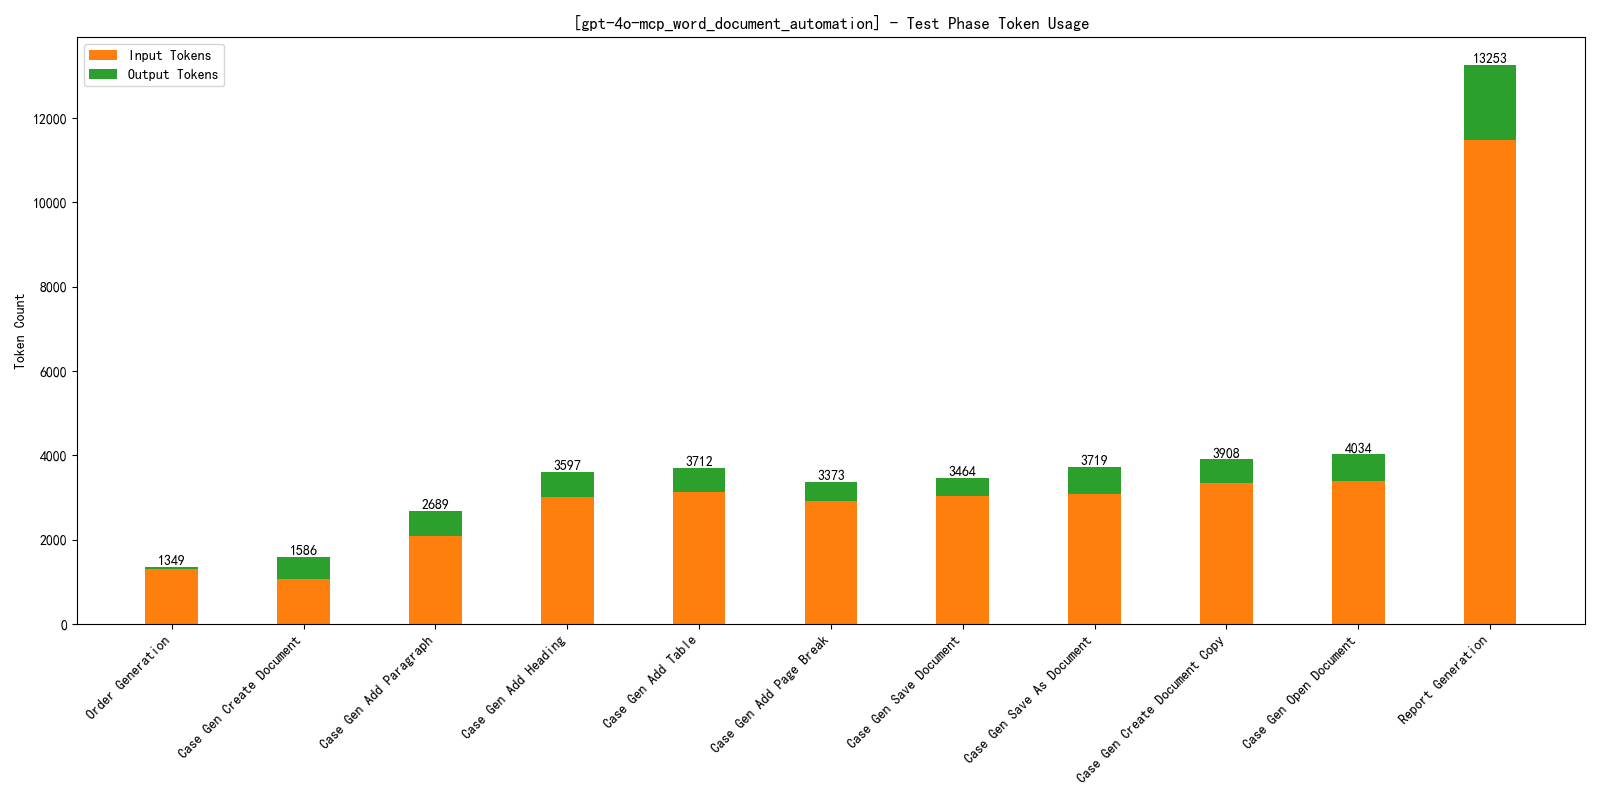 [gpt-4o-mcp_word_document_automation] - Test Phase Token Usage
Input Tokens
Output Tokens
Token Count
12000
10000
8000
6000
4000
2000
0
1349
1586
2689
3597
3712
3373
3464
3719
3908
4034
13253
Order Generation
Case Gen Create Document
Case Gen Add Paragraph
Case Gen Add Heading
Case Gen Add Table
Case Gen Add Page Break
Case Gen Save Document
Case Gen Save As Document
Case Gen Create Document Copy
Case Gen Open Document
Report Generation